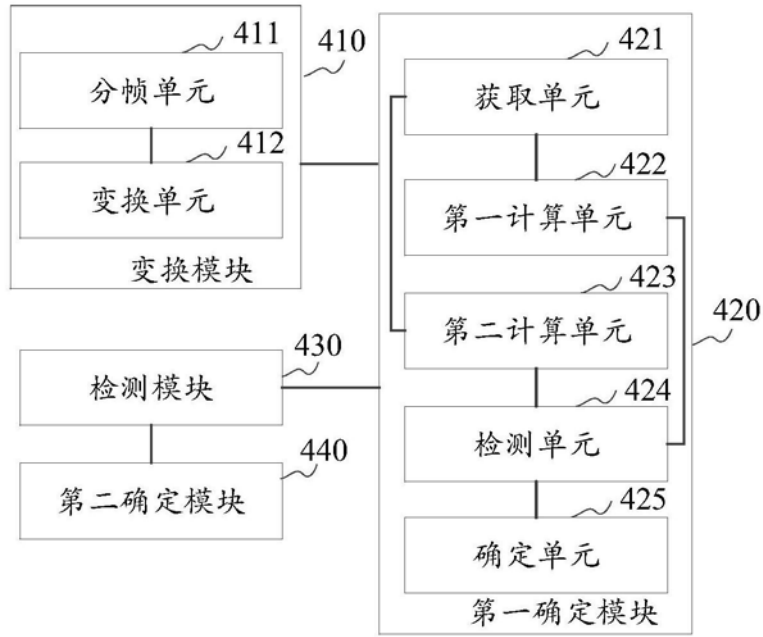 411
分帧单元
410
412
变换单元
变换模块
430
检测模块
440
第二确定模块
421
获取单元
422
第一计算单元
423
第二计算单元
420
424
检测单元
425
确定单元
第一确定模块